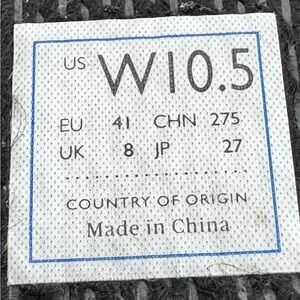 US W10.5
EU 41 CHN 275
UK 8 JP 27
COUNTRY OF ORIGIN
Made in China